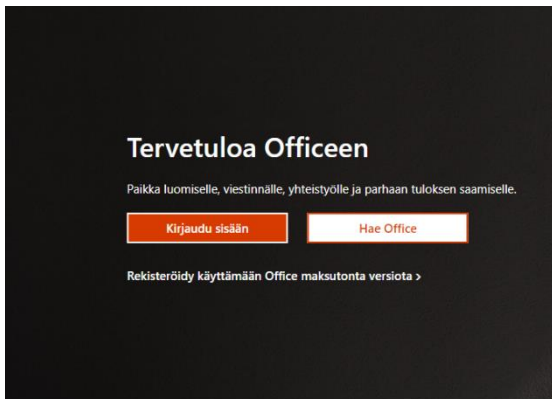 Tervetuloa Officeen
Paikka luomiselle, viestinnälle, yhteistyölle ja parhaan tuloksen saamiselle.
Kirjaudu sisään
Hae Office
Rekisteröidy käyttämään Office maksutonta versiota >